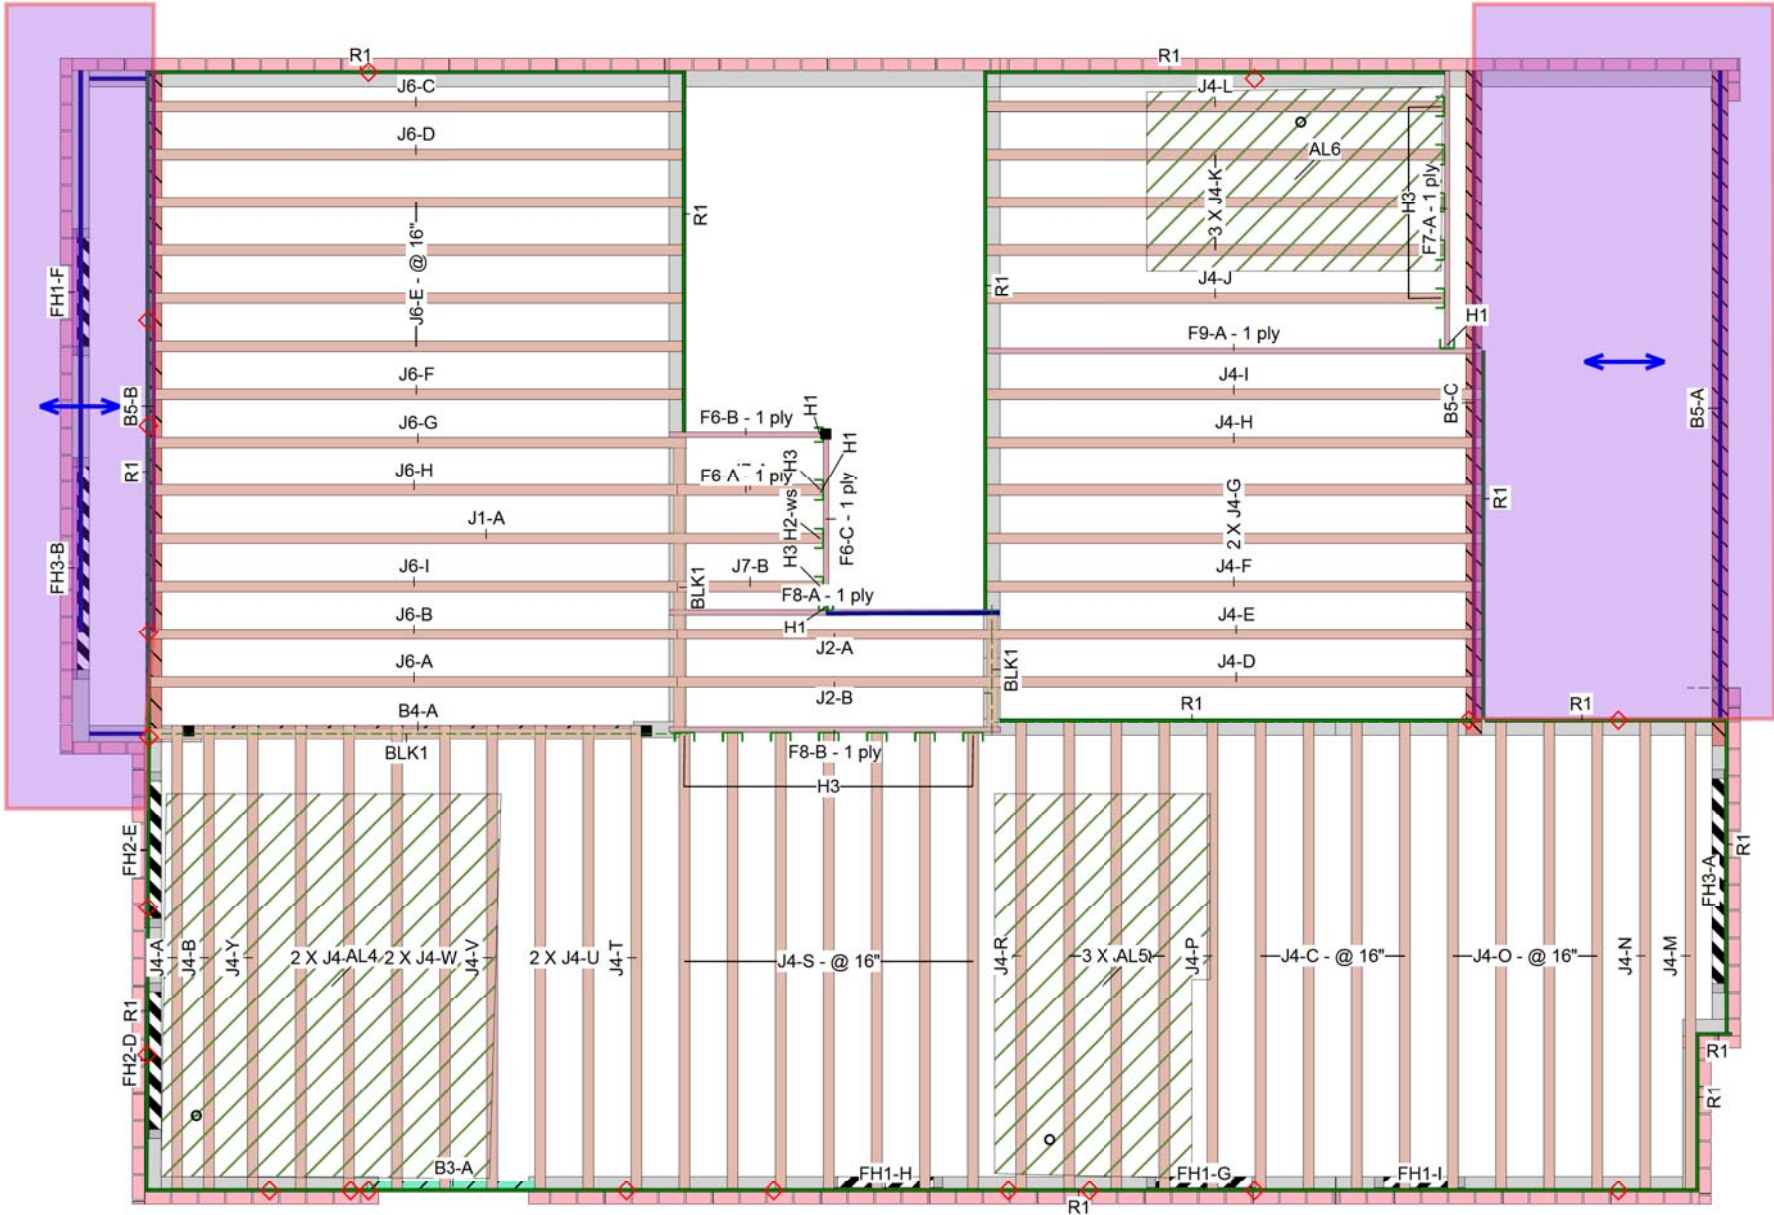 R1
R1
J6-C
J4-L
J6-D
AL6
3 X J4-K
H3
F7-A - 1 ply
R1
J6-E - @ 16"
FH1-F
R1
J4-J
H1
F9-A - 1 ply
J6-F
J4-I
B5-B
B5-C
B5-A
H1
F6-B - 1 ply
J6-G
J4-H
H1
R1
J6-H
H3
F6-A - 1 ply
2 X J4-G
R1
J1-A
H2-ws
F6-C - 1 ply
H3
FH3-B
J6-I
J7-B
J4-F
BLK1
F8-A - 1 ply
J6-B
H1
J4-E
J2-A
J6-A
J4-D
BLK1
J2-B
R1
R1
B4-A
BLK1
F8-B - 1 ply
H3
FH2-E
R1
FH3-A
J4-A
J4-B
J4-Y
2 X J4-
AL4
2 X J4-W
J4-V
2 X J4-U
J4-T
J4-S - @ 16"
J4-R
3 X
AL5
J4-P
J4-C - @ 16"
J4-O - @ 16"
J4-N
J4-M
R1
FH2-D
R1
R1
B3-A
FH1-H
FH1-G
FH1-I
R1